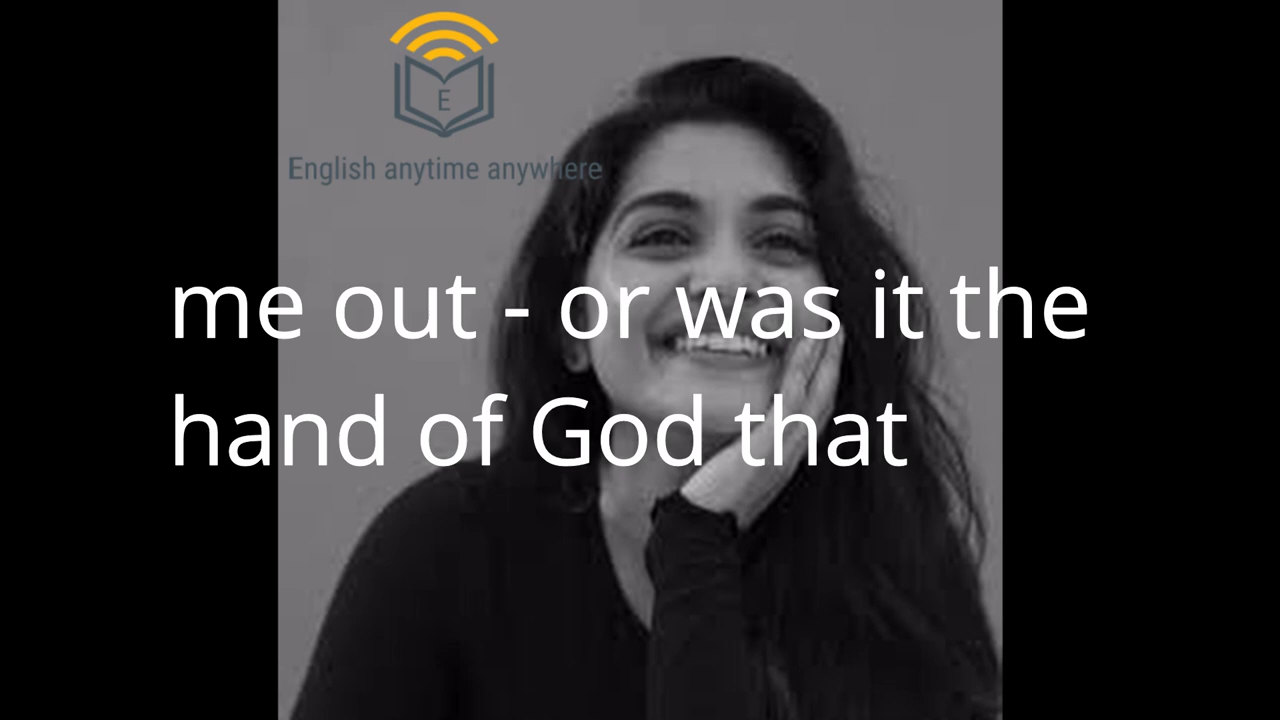 E
English anytime anywhere
me out - or was it the
hand of God that